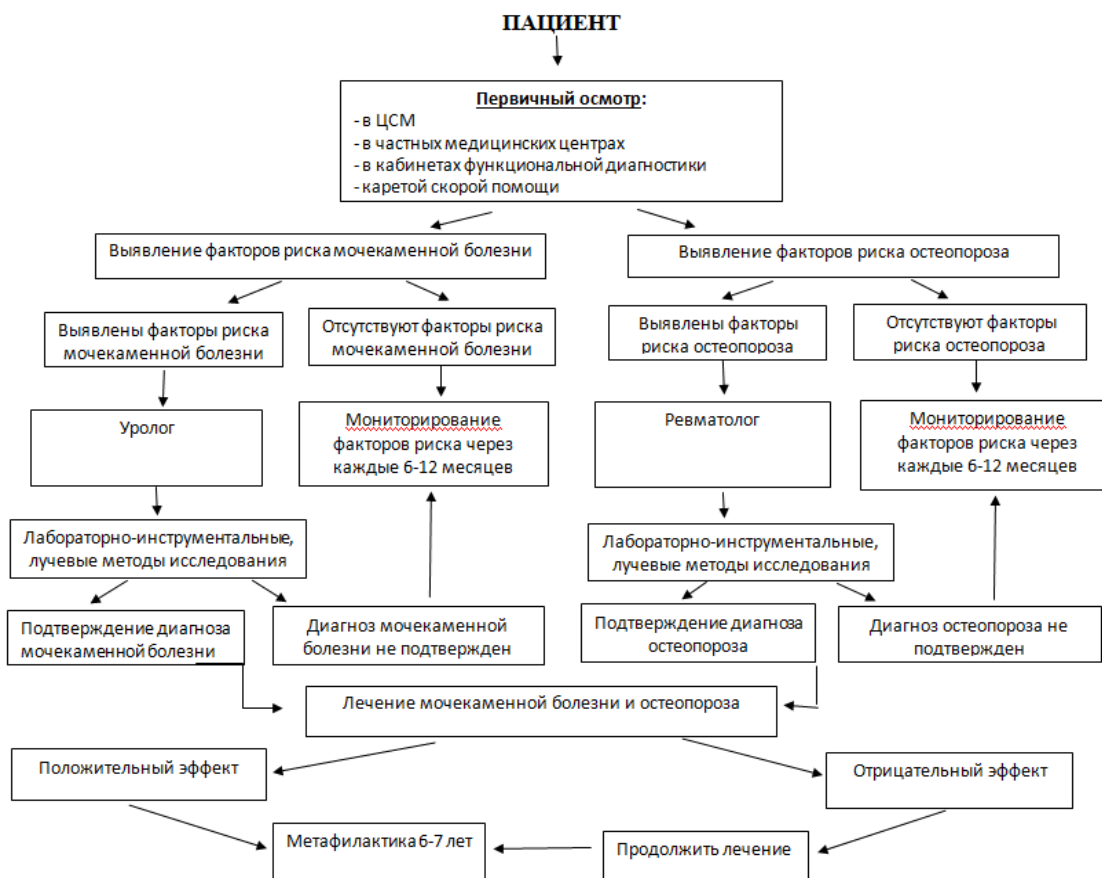 ПАЦИЕНТ
Первичный осмотр:
- в ЦСМ
- в частных медицинских центрах
- в кабинетах функциональной диагностики
- каретой скорой помощи
Выявление факторов риска мочекаменной болезни
Выявление факторов риска остеопороза
Выявлены факторы риска
мочекаменной болезни
Отсутствуют факторы риска
мочекаменной болезни
Выявлены факторы
риска остеопороза
Отсутствуют факторы
риска остеопороза
Уролог
Мониторирование
факторов риска через
каждые 6-12 месяцев
Ревматолог
Мониторирование
факторов риска через
каждые 6-12 месяцев
Лабораторно-инструментальные,
лучевые методы исследования
Лабораторно-инструментальные,
лучевые методы исследования
Подтверждение диагноза
мочекаменной болезни
Диагноз мочекаменной
болезни не подтвержден
Подтверждение диагноза
остеопороза
Диагноз остеопороза не
подтвержден
Лечение мочекаменной болезни и остеопороза
Положительный эффект
Отрицательный эффект
Метафилактика 6-7 лет
Продолжить лечение